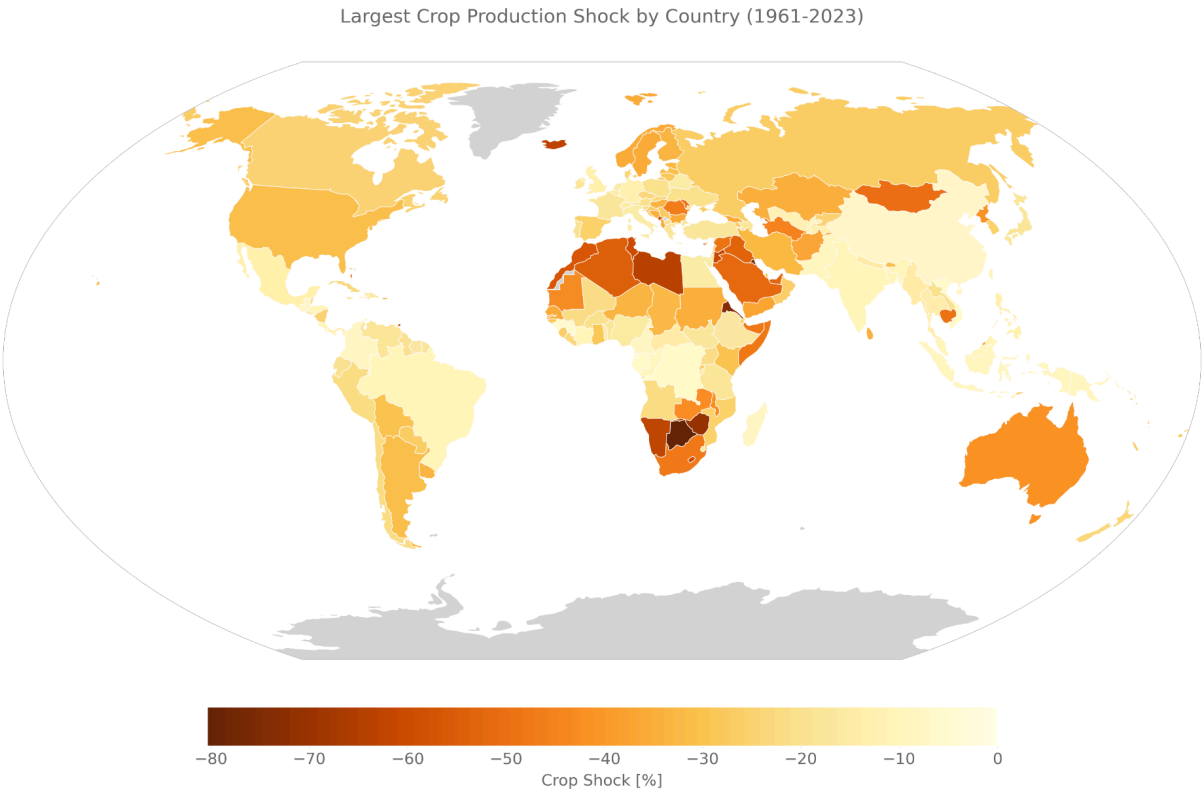 Largest Crop Production Shock by Country (1961-2023)
−80 −70 −60 −50 −40 −30 −20 −10 0
Crop Shock [%]